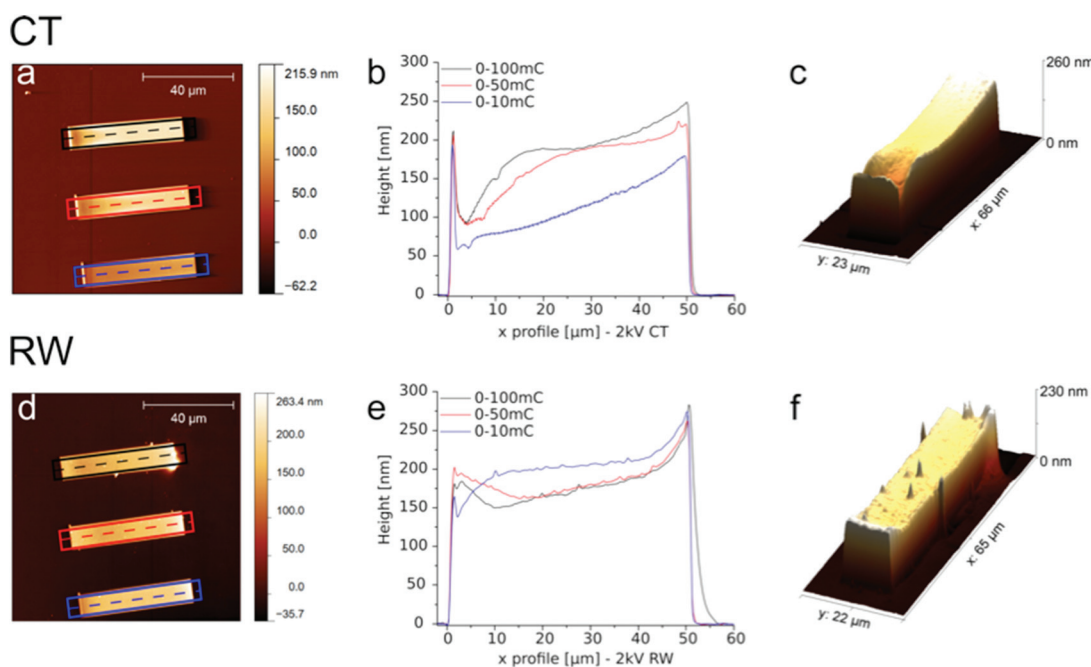 CT
a
40 µm
215.9 nm
150.0
100.0
50.0
0.0
−62.2
b
300
250
200
150
100
50
0
Height [nm]
0-100mC
0-50mC
0-10mC
0 10 20 30 40 50 60
x profile [µm] - 2kV CT
c
260 nm
0 nm
x: 66 µm
y: 23 µm
RW
d
40 µm
263.4 nm
200.0
150.0
100.0
50.0
0.0
−35.7
e
300
250
200
150
100
50
0
Height [nm]
0-100mC
0-50mC
0-10mC
0 10 20 30 40 50 60
x profile [µm] - 2kV RW
f
230 nm
0 nm
x: 65 µm
y: 22 µm